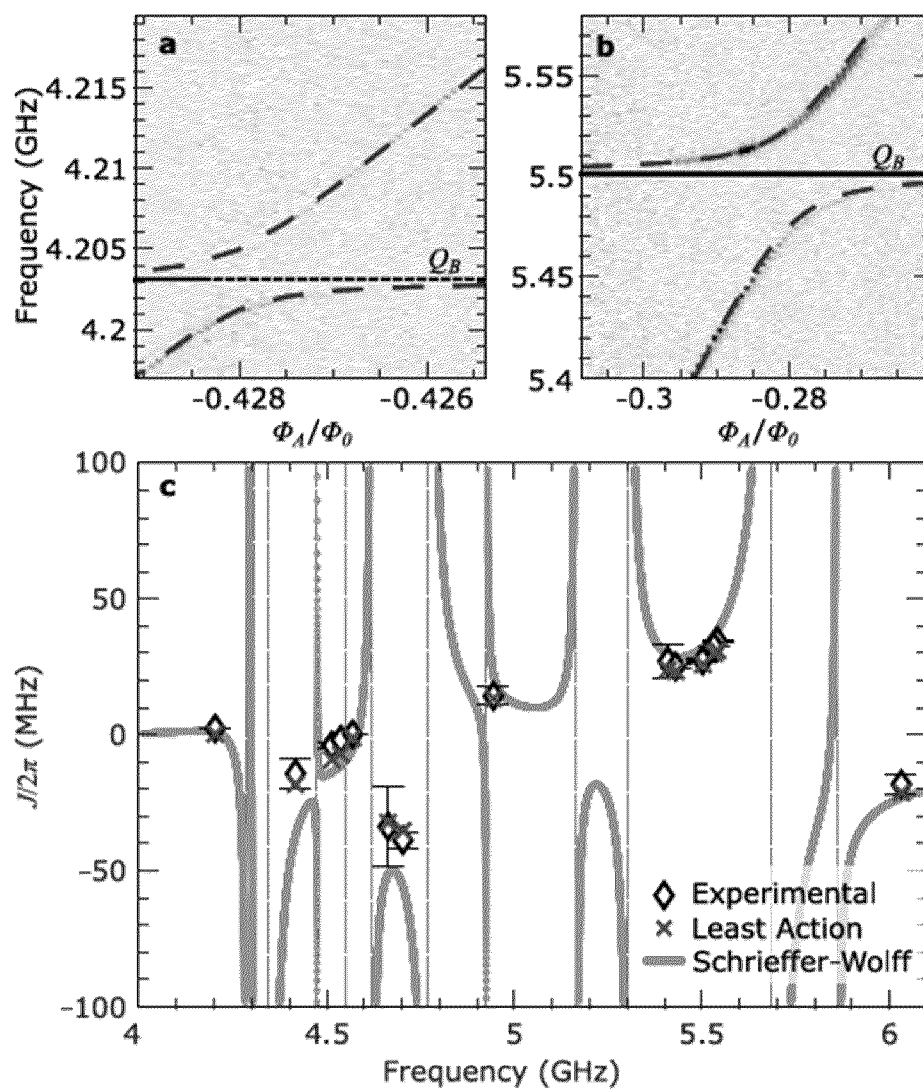 a
b
Frequency (GHz)
4.215
4.21
4.205
4.2
Q_B
-0.428
-0.426
Φ_A/Φ_0
5.55
5.5
5.45
5.4
Q_B
-0.3
-0.28
Φ_A/Φ_0
c
J/2π (MHz)
100
50
0
-50
-100
Experimental
Least Action
Schrieffer-Wolff
4
4.5
5
5.5
6
Frequency (GHz)